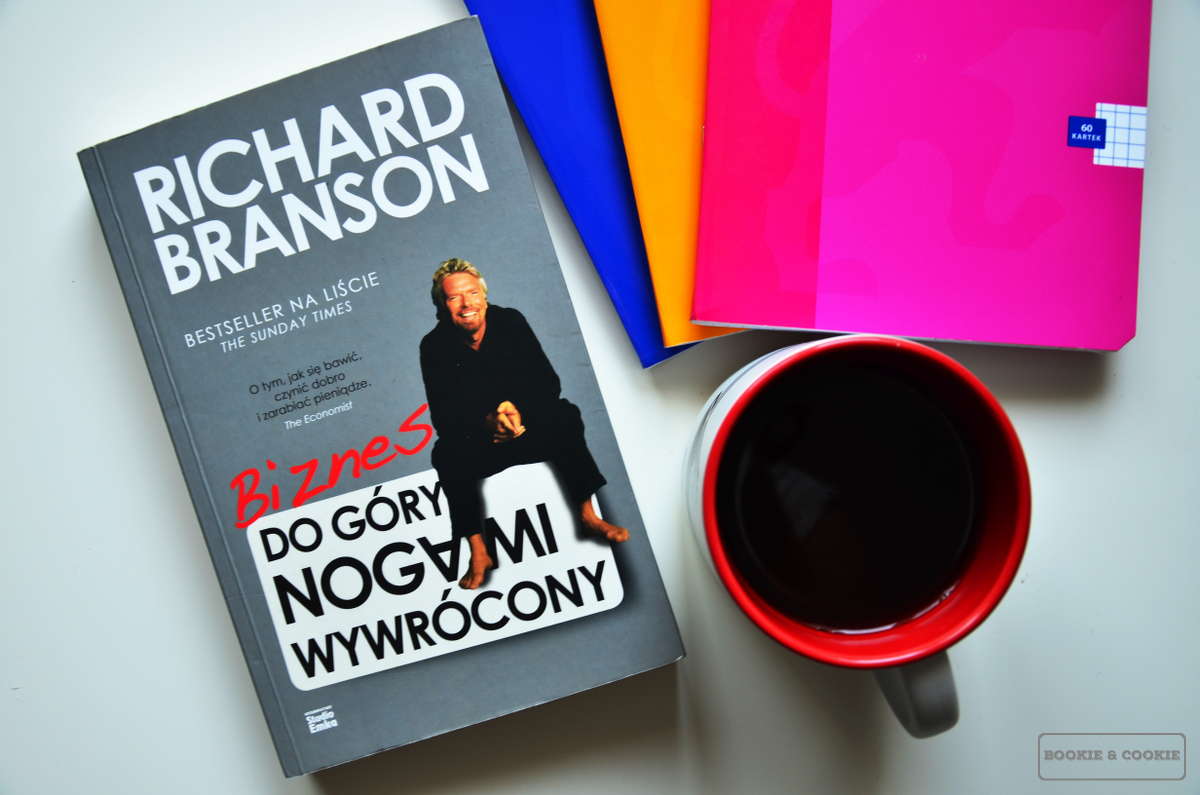 RICHARD
BRANSON
BESTSELLER NA LIŚCIE
THE SUNDAY TIMES
O tym, jak się bawić,
czynić dobro
i zarabiać pieniądze.
The Economist
Biznes
DO GÓRY
NOGAMI
WYWRÓCONY
Studio
Emka
60
KARTEK
BOOKIE & COOKIE